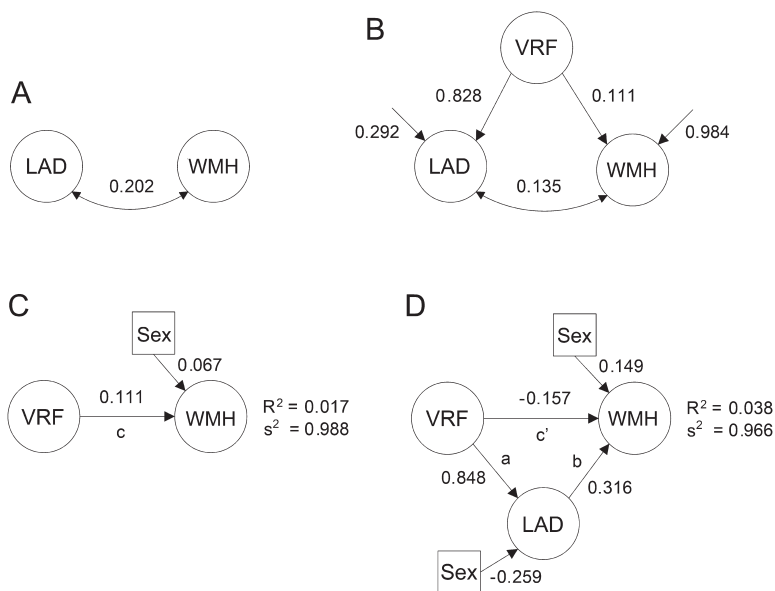 A
LAD
WMH
0.202
B
VRF
0.828
0.111
0.292
0.984
LAD
WMH
0.135
C
Sex
0.067
VRF
0.111
c
WMH
R² = 0.017
s² = 0.988
D
Sex
0.149
VRF
-0.157
c'
WMH
R² = 0.038
s² = 0.966
a
b
0.848
0.316
LAD
Sex
-0.259